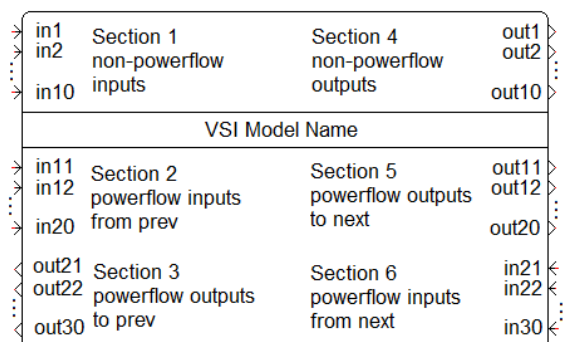 in1
in2
in10
Section 1
non-powerflow
inputs
Section 4
non-powerflow
outputs
out1
out2
out10
VSI Model Name
in11
in12
in20
Section 2
powerflow inputs
from prev
Section 5
powerflow outputs
to next
out11
out12
out20
out21
out22
out30
Section 3
powerflow outputs
to prev
Section 6
powerflow inputs
from next
in21
in22
in30